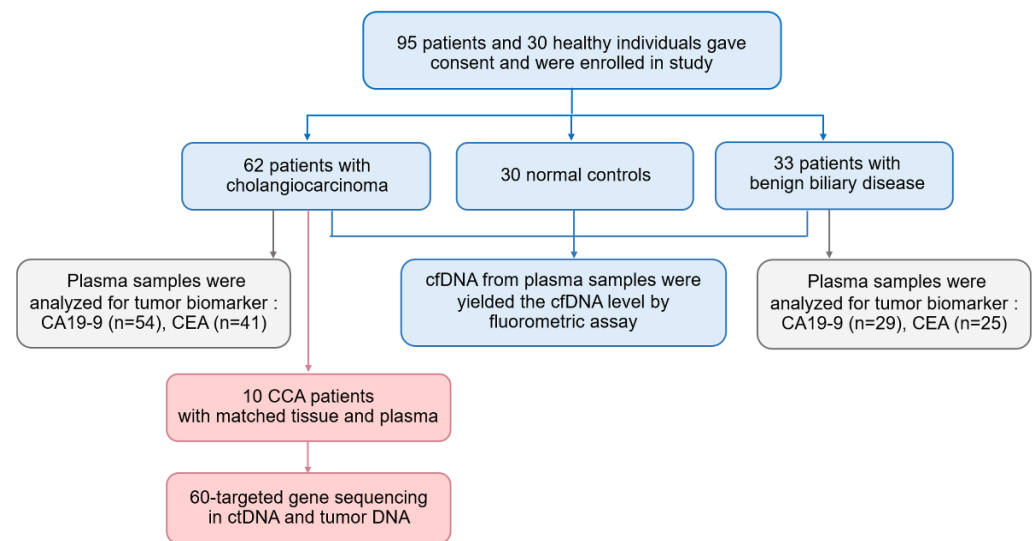 95 patients and 30 healthy individuals gave
consent and were enrolled in study
62 patients with
cholangiocarcinoma
30 normal controls
33 patients with
benign biliary disease
Plasma samples were
analyzed for tumor biomarker :
CA19-9 (n=54), CEA (n=41)
cfDNA from plasma samples were
yielded the cfDNA level by
fluorometric assay
Plasma samples were
analyzed for tumor biomarker :
CA19-9 (n=29), CEA (n=25)
10 CCA patients
with matched tissue and plasma
60-targeted gene sequencing
in ctDNA and tumor DNA